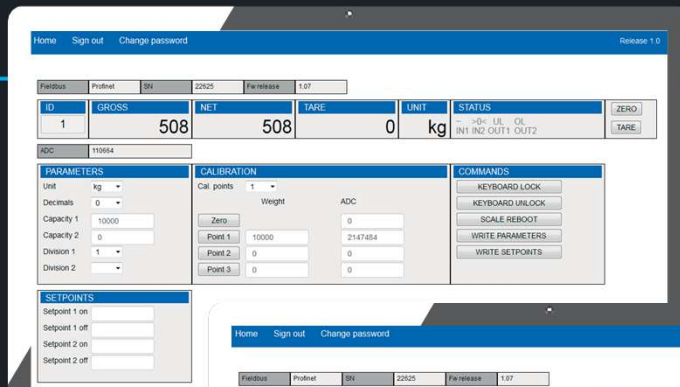 Home Sign out Change password Release 1.0
Fieldbus Profinet SN 22625 Fw release 1.07
ID GROSS NET TARE UNIT STATUS ZERO
1 508 508 0 kg ~ >0< UL OL
IN1 IN2 OUT1 OUT2 TARE
ADC 110664
PARAMETERS CALIBRATION COMMANDS
Unit kg Cal. points 1 KEYBOARD LOCK
Decimals 0 Weight ADC KEYBOARD UNLOCK
Capacity 1 10000 Zero 0 SCALE REBOOT
Capacity 2 0 Point 1 10000 2147484 WRITE PARAMETERS
Division 1 1 Point 2 0 0 WRITE SETPOINTS
Division 2 Point 3 0 0
SETPOINTS
Setpoint 1 on
Setpoint 1 off
Setpoint 2 on
Setpoint 2 off
Home Sign out Change password
Fieldbus Profinet SN 22625 Fw release 1.07